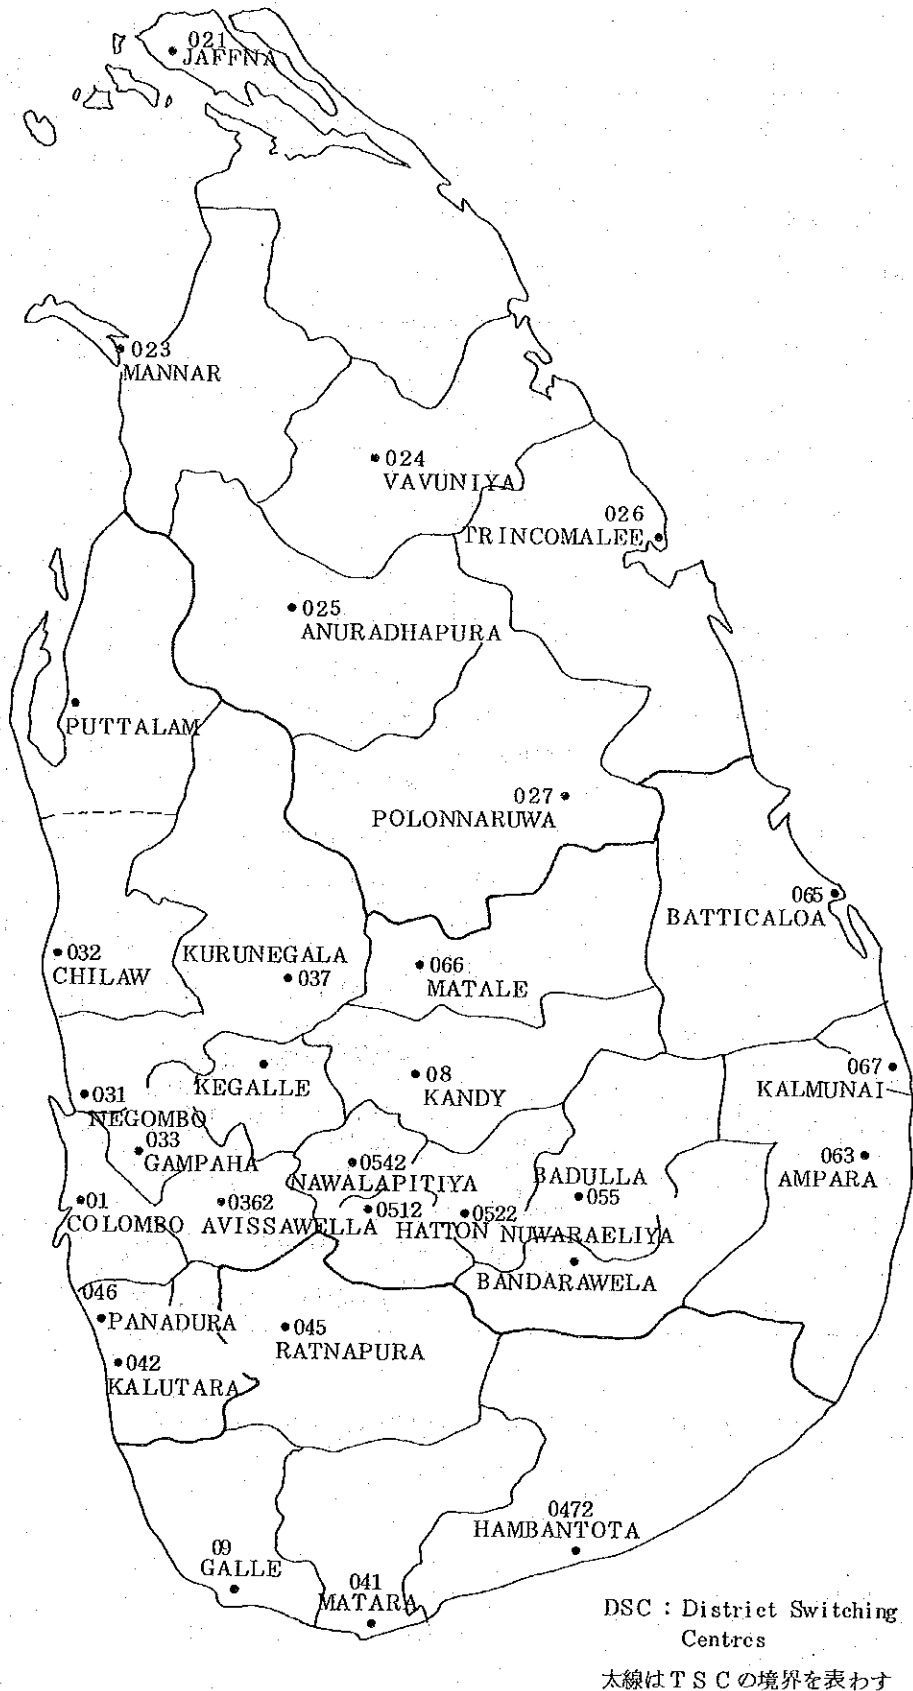 021
JAFFNA
023
MANNAR
024
VAVUNIYA
026
TRINCOMALEE
025
ANURADHAPURA
PUTTALAM
027
POLONNARUWA
065
BATTICALOA
032
CHILAW
KURUNEGALA
037
066
MATALE
KEGALLE
08
KANDY
067
KALMUNAI
031
NEGOMBO
033
GAMPAHA
0542
NAWALAPITIYA
063
AMPARA
BADULLA
055
01
COLOMBO
0362
AVISSAWELLA
0512
HATTON
0522
NUWARAELIYA
BANDARAWELA
046
PANADURA
045
RATNAPURA
042
KALUTARA
0472
HAMBANTOTA
09
GALLE
041
MATARA
DSC : District Switching
Centres
太線はTSCの境界を表わす